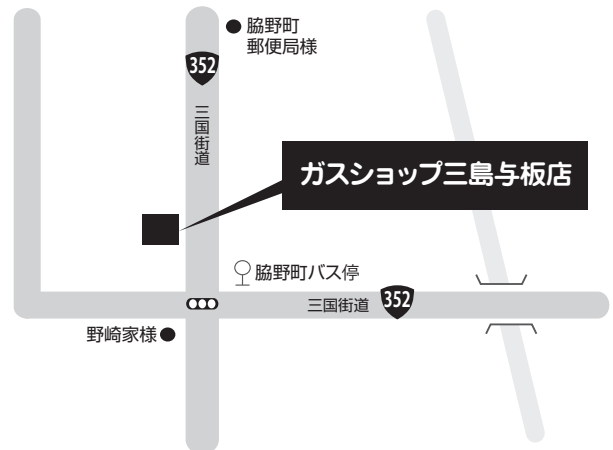 脇野町
郵便局様
352
三国街道
ガスショップ三島与板店
脇野町バス停
三国街道
352
野崎家様